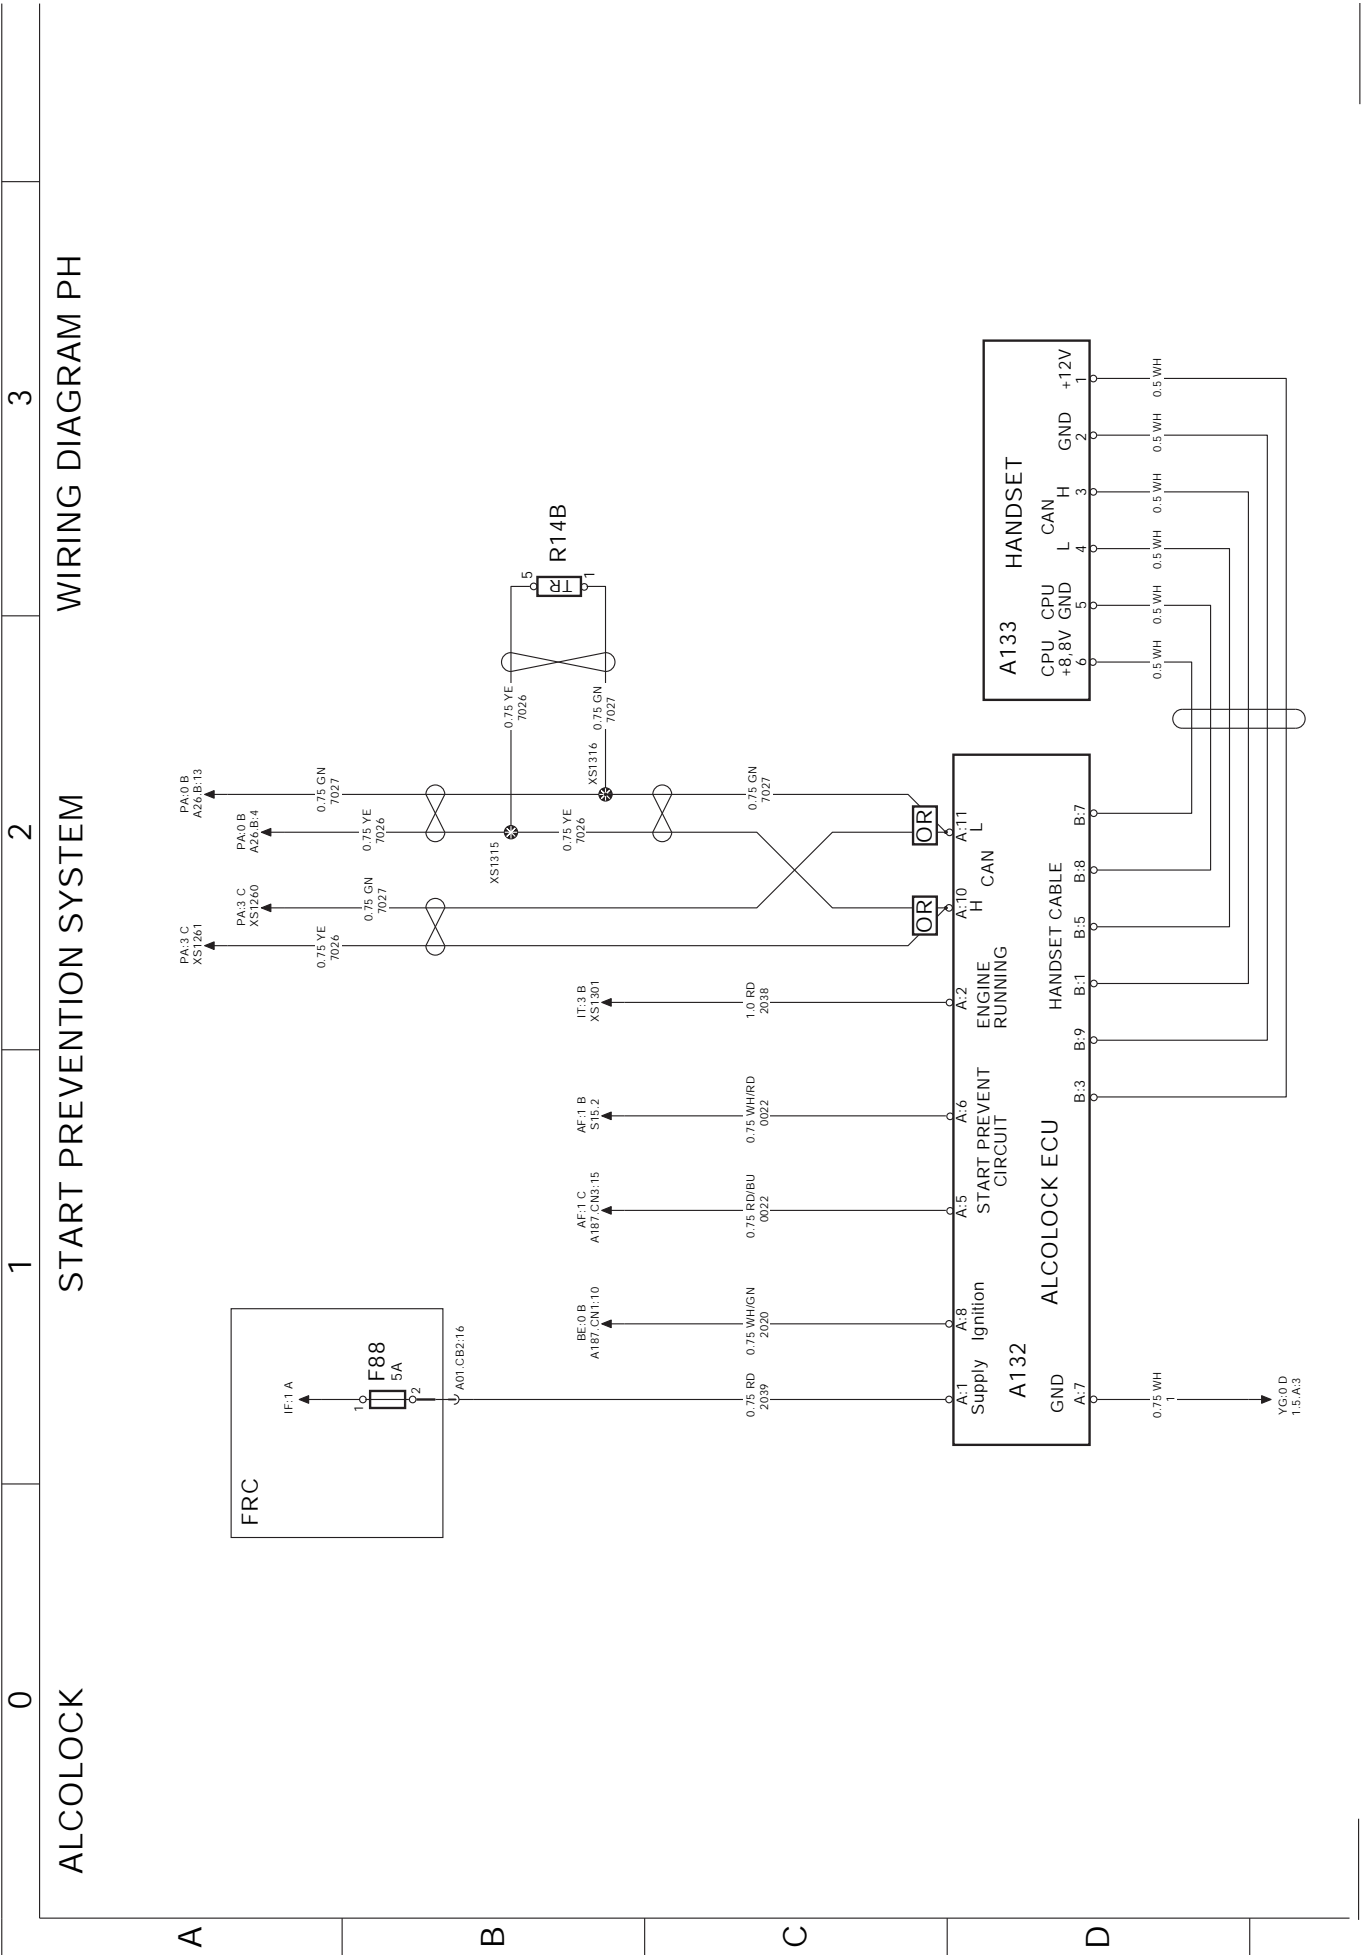 0
1
2
3
ALCOLOCK
START PREVENTION SYSTEM
WIRING DIAGRAM PH
A
B
C
D
FRC
IF:1 A
1
F88
5A
2
A01.CB2:16
0.75 RD
2039
BE:0 B
A187.CN1:10
0.75 WH/GN
2020
AF:1 C
A187.CN3:15
0.75 RD/BU
0022
AF:1 B
S15.2
0.75 WH/RD
0022
IT:3 B
XS1301
1.0 RD
2038
PA:3 C
XS1261
0.75 YE
7026
PA:3 C
XS1260
0.75 GN
7027
PA:0 B
A26.B:4
0.75 YE
7026
PA:0 B
A26.B:13
0.75 GN
7027
XS1315
0.75 YE
7026
XS1316
0.75 GN
7027
0.75 YE
7026
0.75 GN
7027
5
TR
1
R14B
OR
OR
A:1
Supply
A:8
Ignition
A:5
A:6
START PREVENT
CIRCUIT
A:2
ENGINE
RUNNING
A:10
H
CAN
A:11
L
A132
ALCOLOCK ECU
HANDSET CABLE
GND
A:7
B:3
B:9
B:1
B:5
B:8
B:7
0.75 WH
1
YG:0 D
1.5.A:3
A133
HANDSET
CPU
+8,8V
6
CPU
GND
5
L
4
CAN
H
3
GND
2
+12V
1
0.5 WH
0.5 WH
0.5 WH
0.5 WH
0.5 WH
0.5 WH